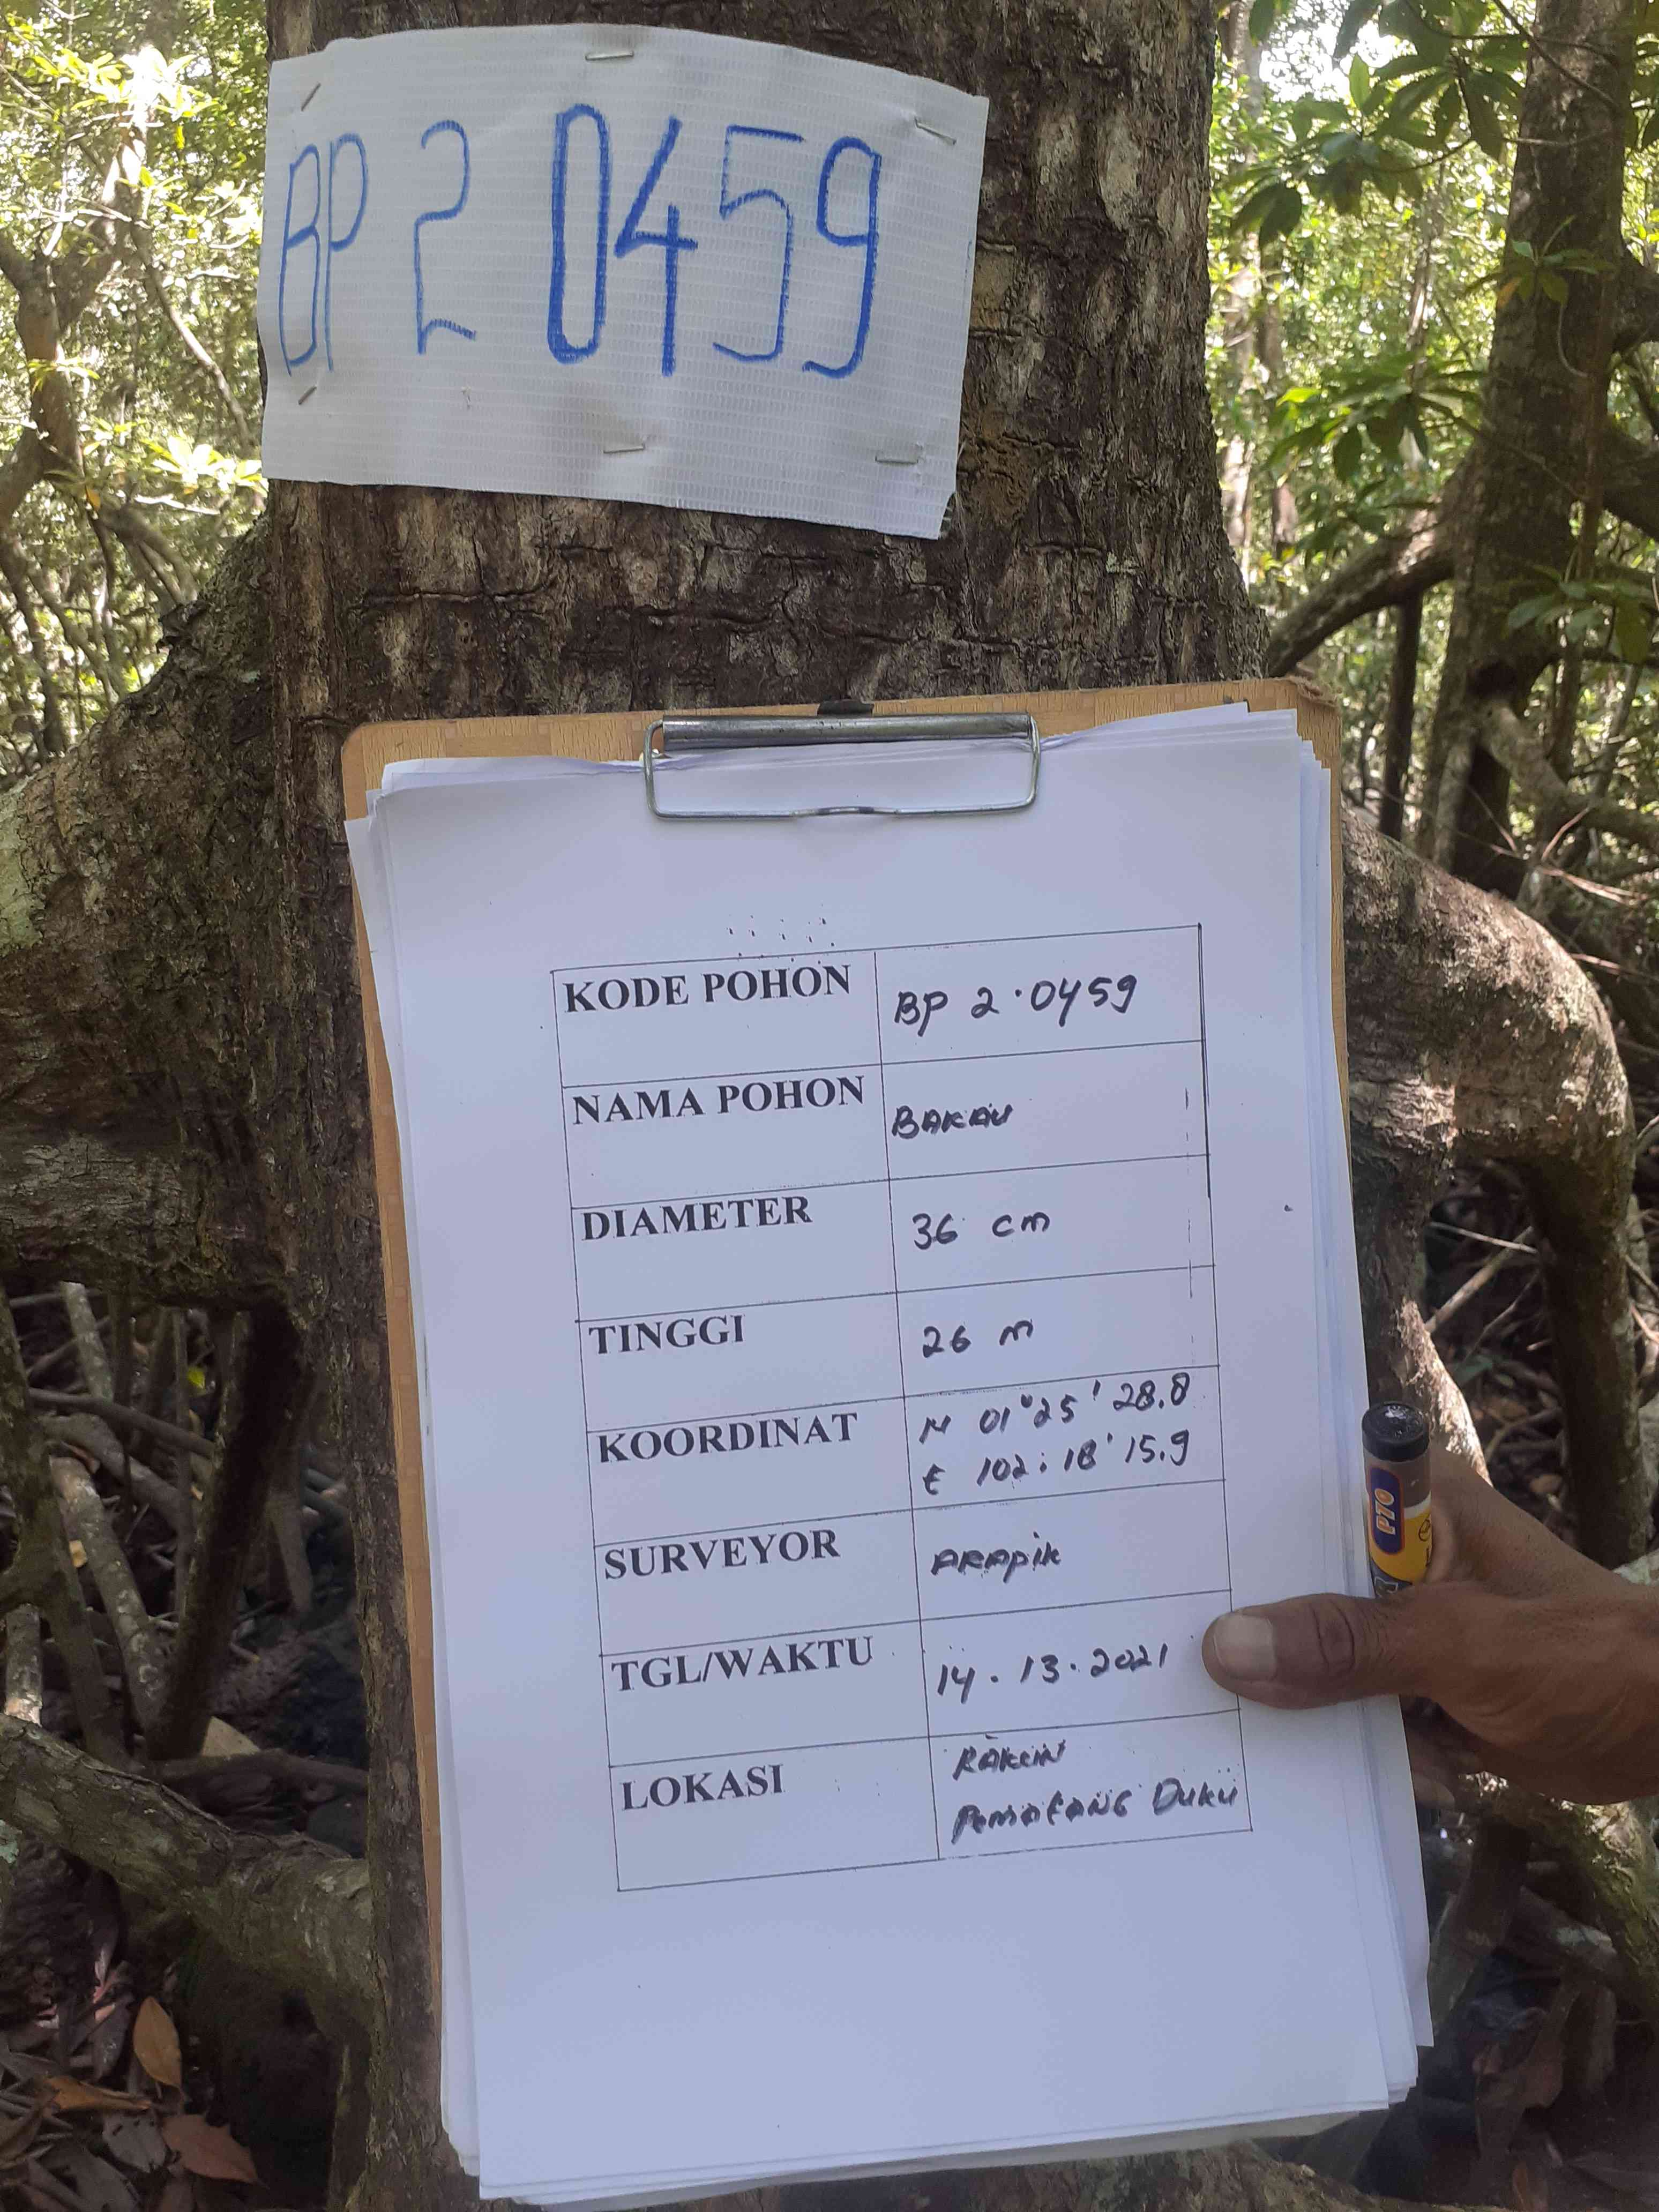 BP 2 0459
KODE POHON BP 2.0459
NAMA POHON BAKAU
DIAMETER 36 cm
TINGGI 26 m
KOORDINAT N 01°25'28.8
E 102:18'15.9
SURVEYOR ARAPIK
TGL/WAKTU 14.13.2021
LOKASI
PEMATANG DUKU
PTO